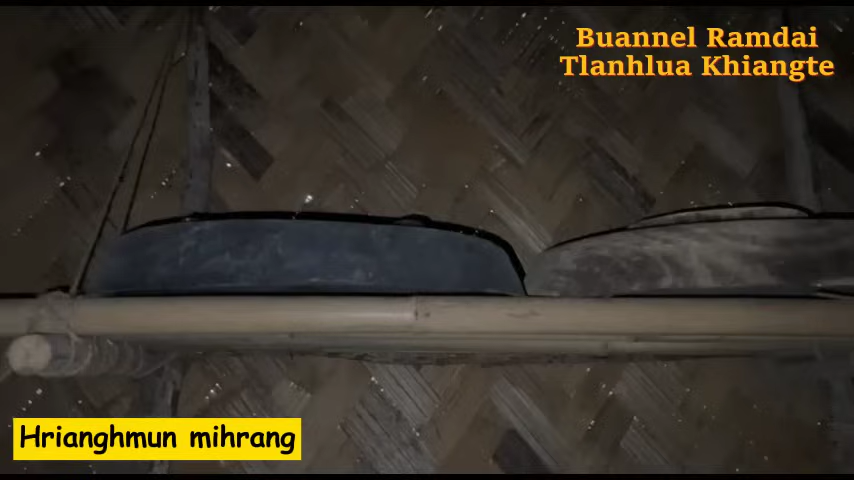 Buannel Ramdai
Tlanhlua Khiangte
Hrianghmun mihrang